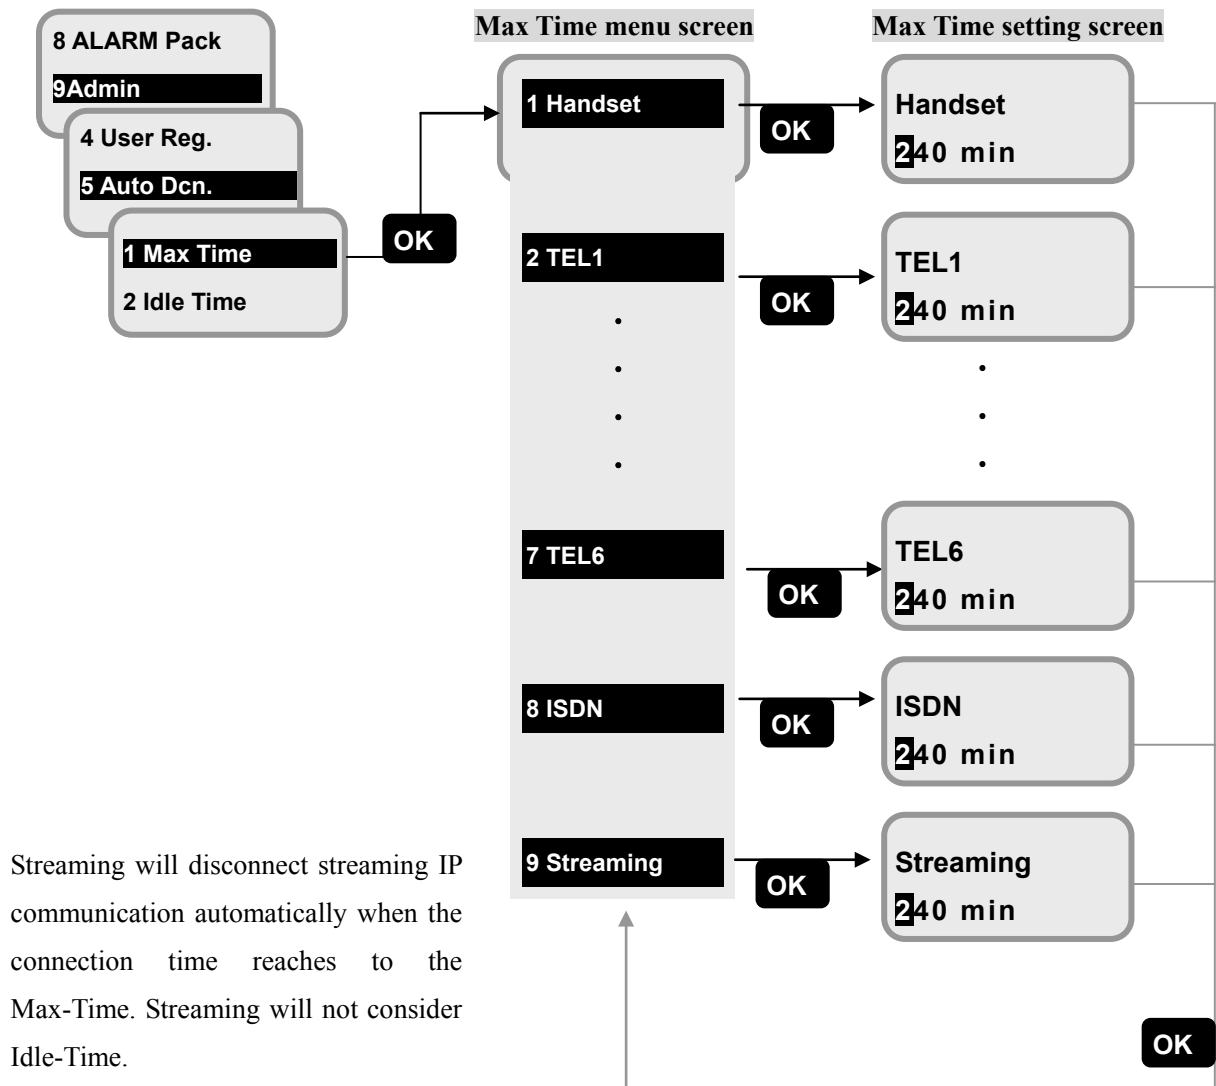 Max Time menu screen
Max Time setting screen
8 ALARM Pack
9Admin
4 User Reg.
5 Auto Dcn.
1 Max Time
2 Idle Time
OK
1 Handset
OK
Handset
240 min
2 TEL1
OK
TEL1
240 min
7 TEL6
OK
TEL6
240 min
8 ISDN
OK
ISDN
240 min
9 Streaming
OK
Streaming
240 min
Streaming will disconnect streaming IP
communication automatically when the
connection time reaches to the
Max-Time. Streaming will not consider
Idle-Time.
OK